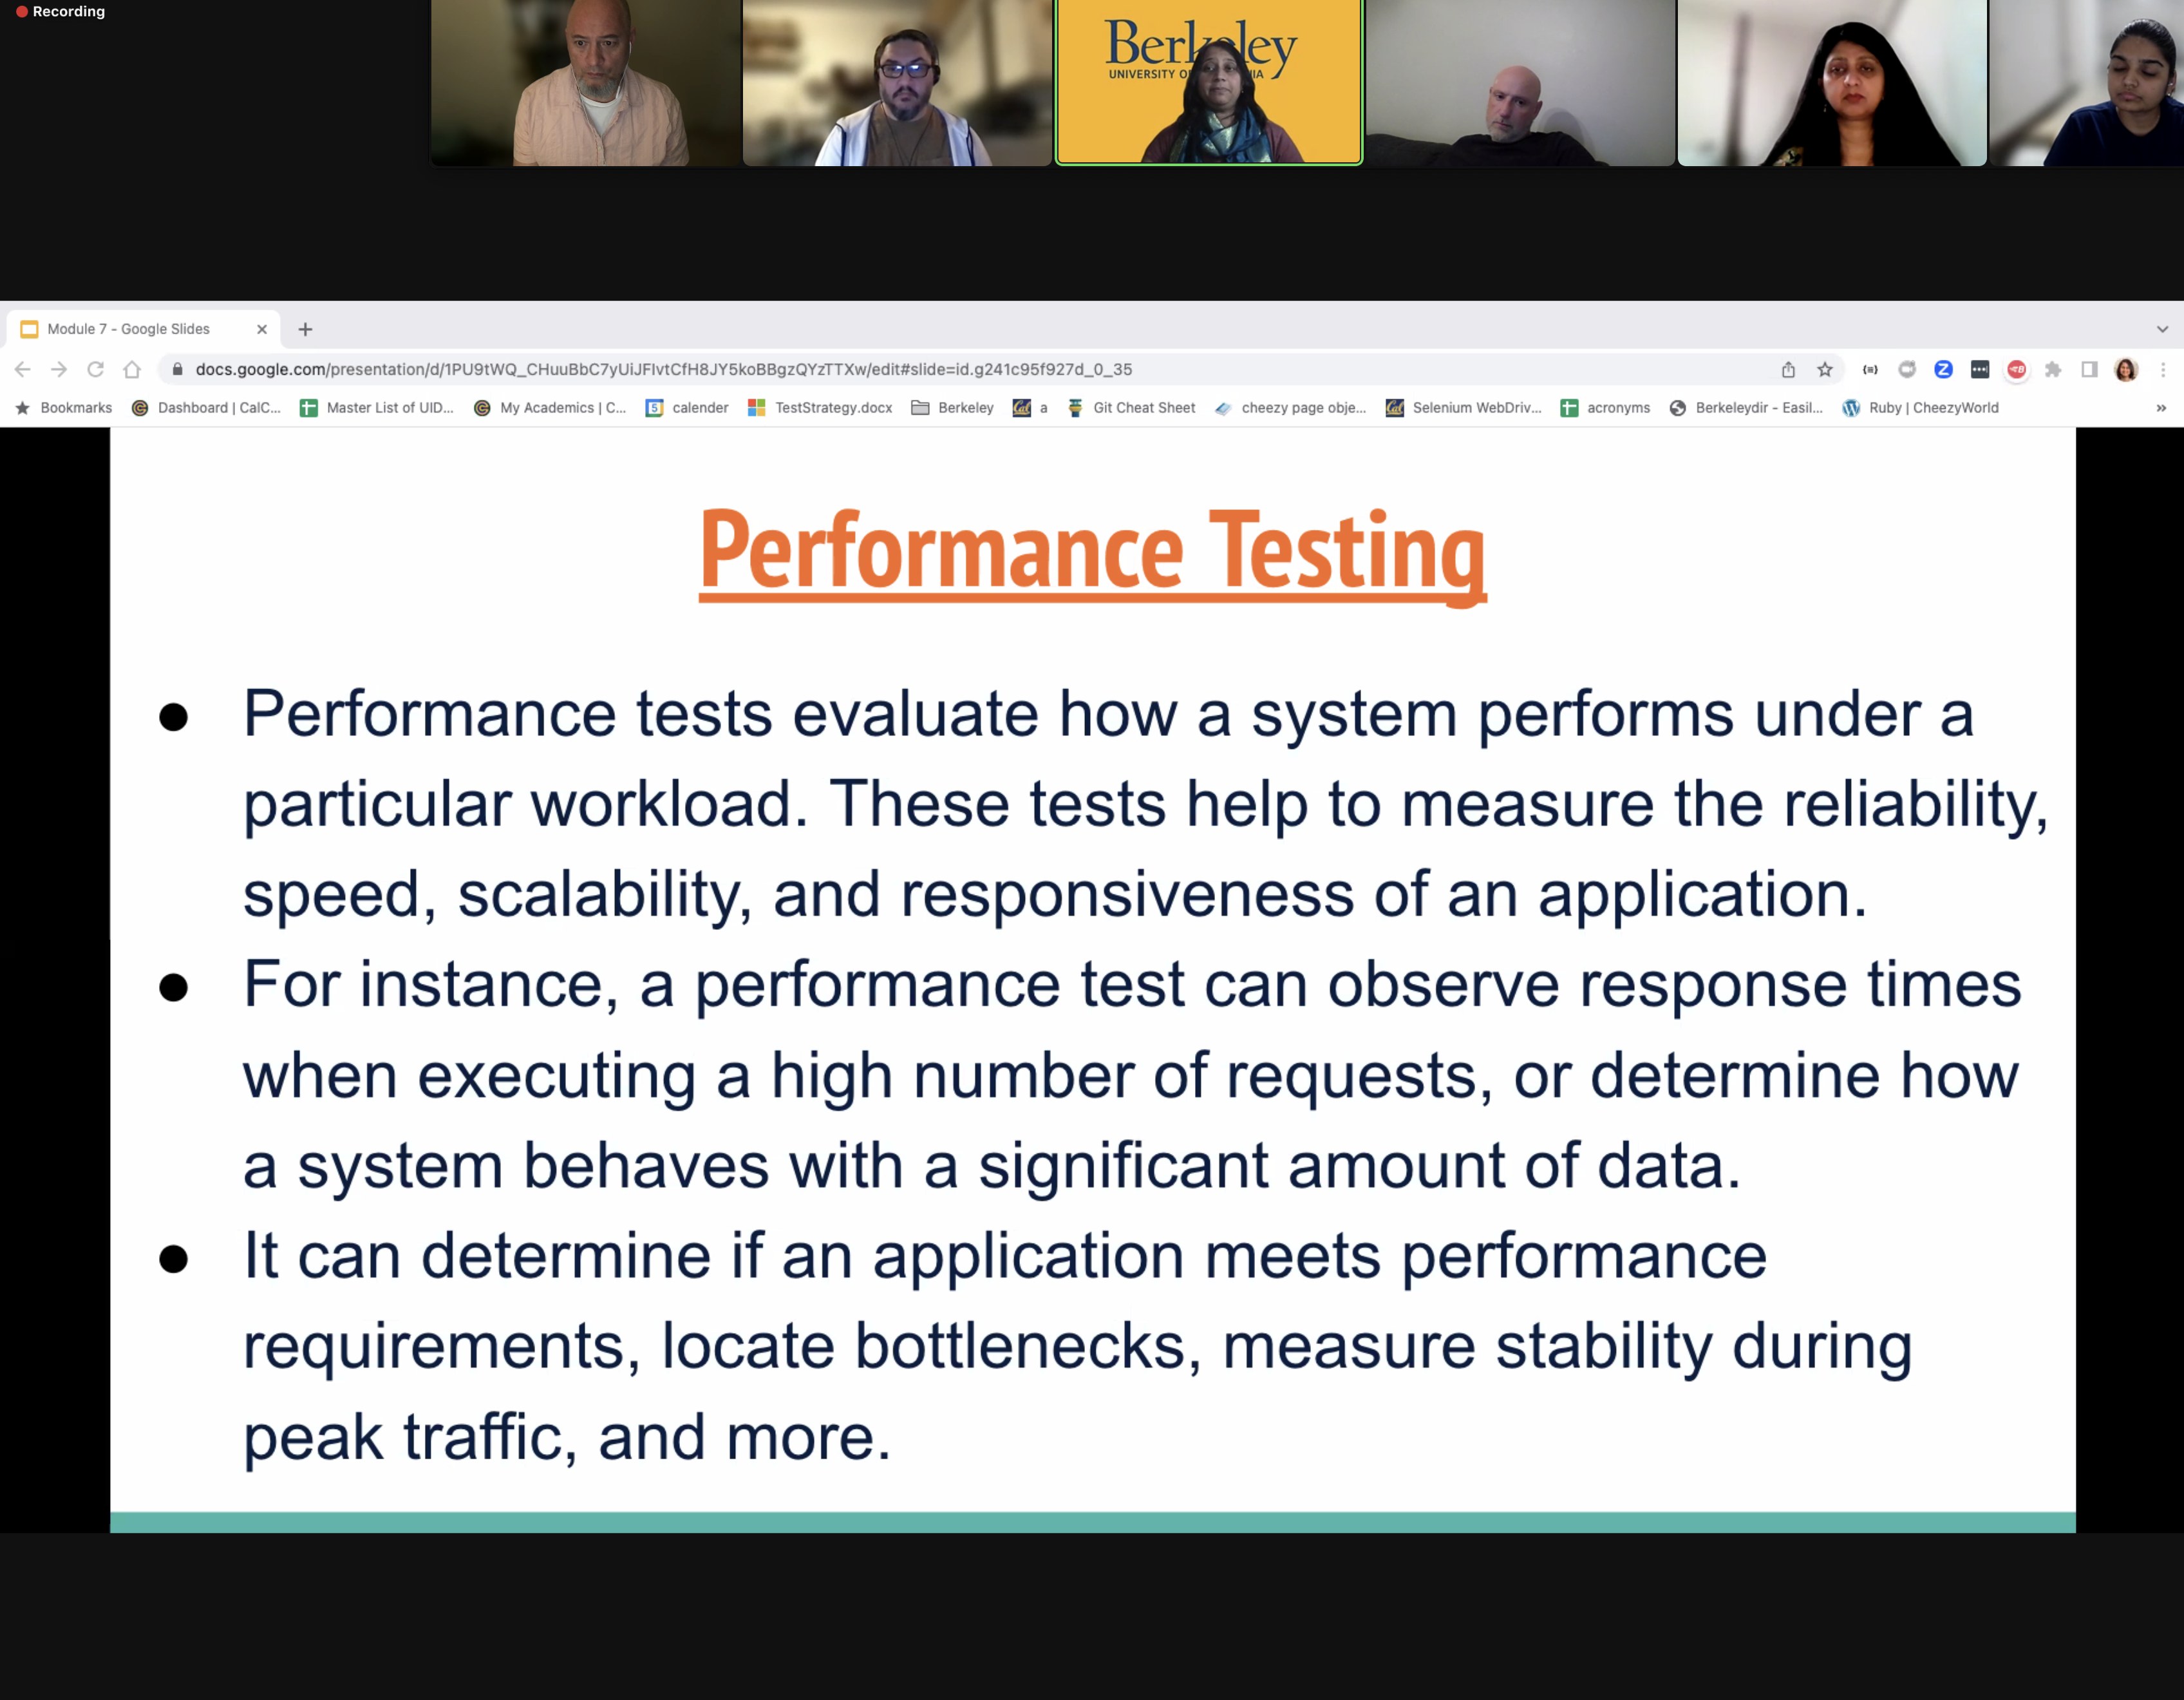 Recording
Berkeley
UNIVERSITY OF
Module 7 - Google Slides
docs.google.com/presentation/d/1PU9tWQ_CHuuBbC7yUiJFIvtCfH8JY5koBBgzQYzTTXw/edit#slide=id.g241c95f927d_0_35
Bookmarks Dashboard | CalC... Master List of UID... My Academics | C... 5 calender TestStrategy.docx Berkeley Cal a Git Cheat Sheet cheezy page obje... Cal Selenium WebDriv... acronyms Berkeleydir - Easil... Ruby | CheezyWorld »
Performance Testing
● Performance tests evaluate how a system performs under a
particular workload. These tests help to measure the reliability,
speed, scalability, and responsiveness of an application.
● For instance, a performance test can observe response times
when executing a high number of requests, or determine how
a system behaves with a significant amount of data.
● It can determine if an application meets performance
requirements, locate bottlenecks, measure stability during
peak traffic, and more.